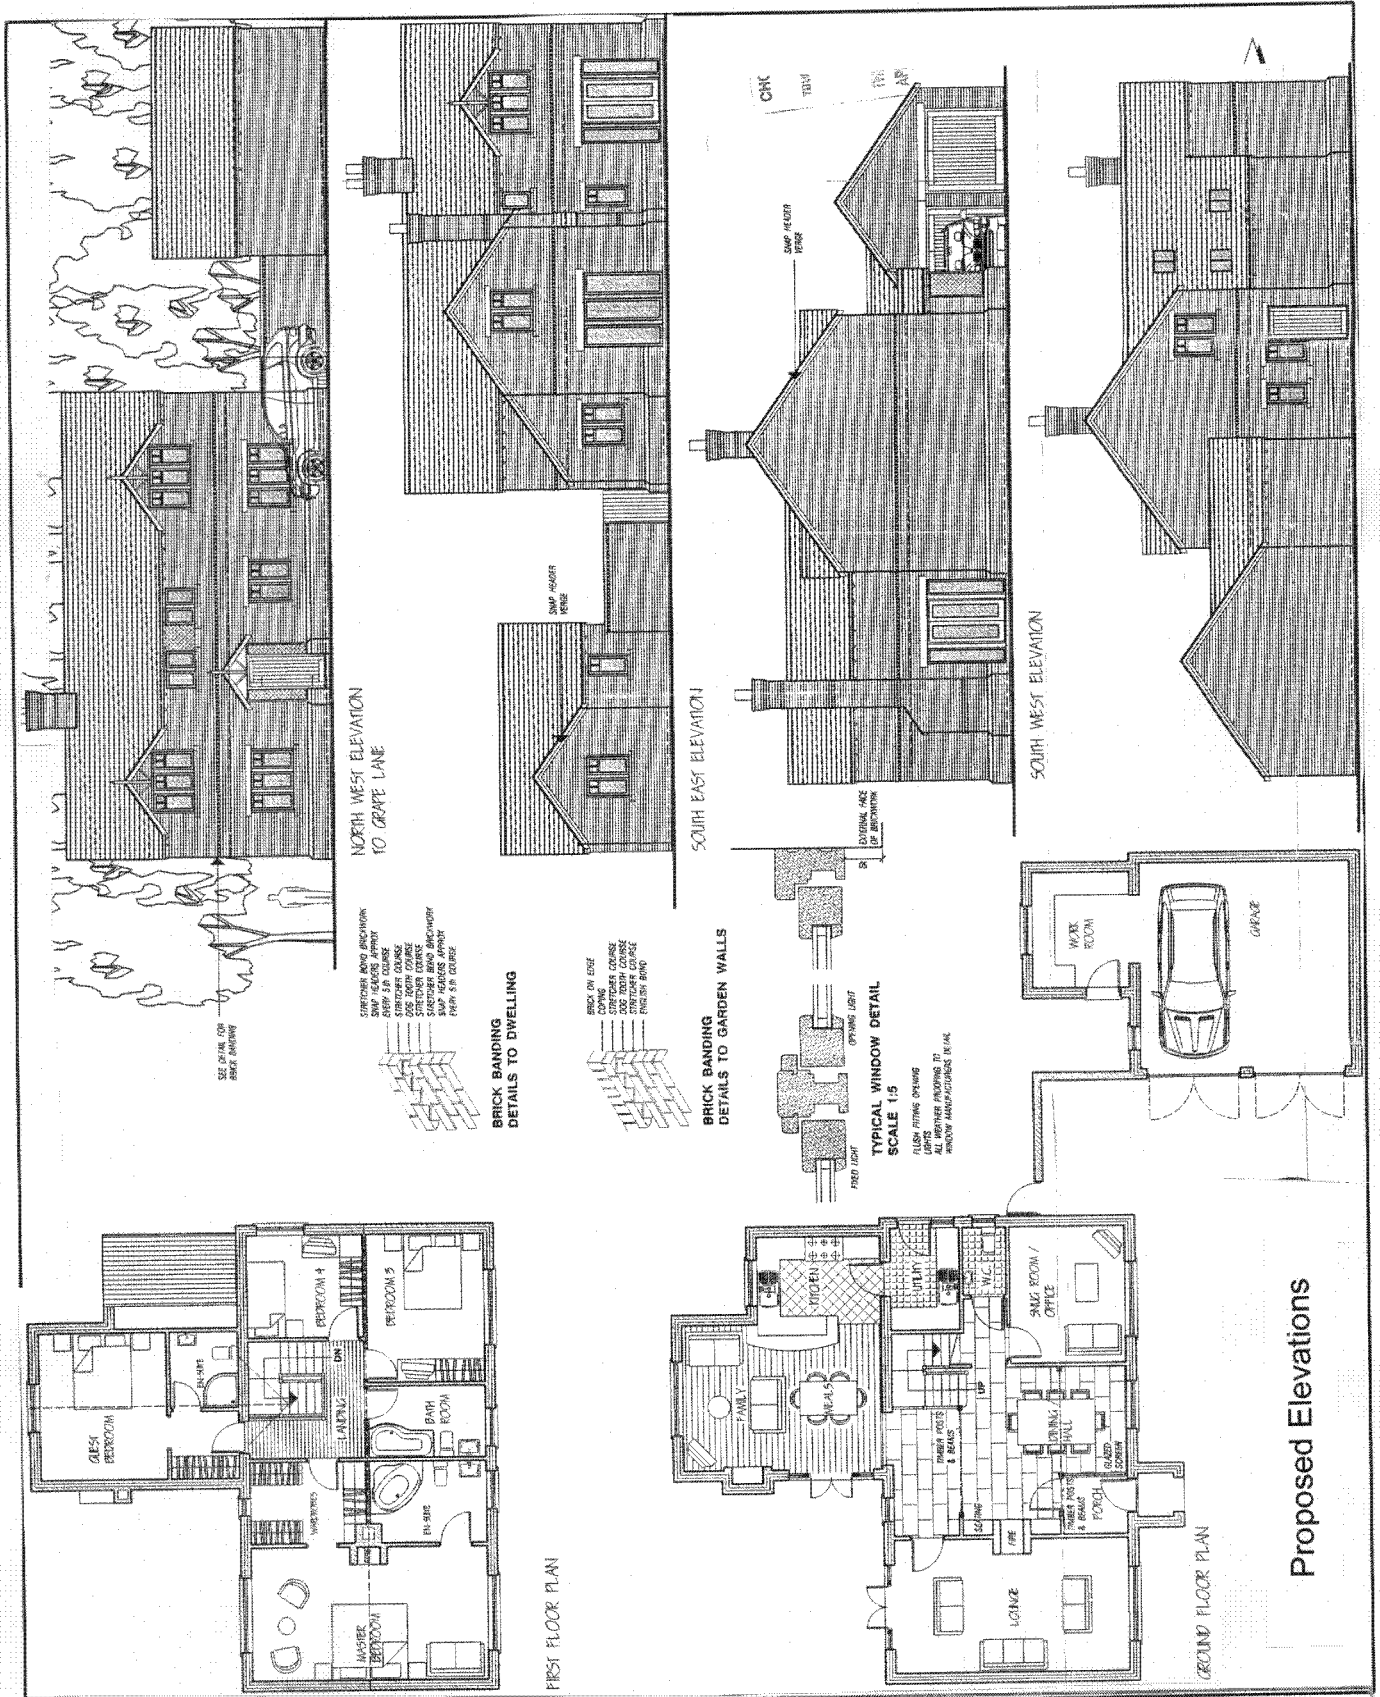 NORTH WEST ELEVATION
TO GRAPE LANE
SEE DETAIL FOR
BRICK BANDING
SNAP HEADER
VERGE
SOUTH EAST ELEVATION
SNAP HEADER
VERGE
SOUTH WEST ELEVATION
STRETCHER BOND BRICKWORK
SNAP HEADERS APPROX
EVERY 5th COURSE
STRETCHER COURSE
DOG TOOTH COURSE
STRETCHER COURSE
STRETCHER BOND BRICKWORK
SNAP HEADERS APPROX
EVERY 5th COURSE
BRICK BANDING
DETAILS TO DWELLING
BRICK ON EDGE
COPING
STRETCHER COURSE
DOG TOOTH COURSE
STRETCHER COURSE
ENGLISH BOND
BRICK BANDING
DETAILS TO GARDEN WALLS
EXTERNAL FACE
OF BRICKWORK
OPENING LIGHT
FIXED LIGHT
TYPICAL WINDOW DETAIL
SCALE 1:5
FLUSH FITTING OPENING
LIGHTS
ALL WEATHER PROOFING TO
WINDOW MANUFACTURERS DETAIL
WORK
ROOM
GARAGE
GUEST
BEDROOM
EN-SUITE
BEDROOM 4
BEDROOM 3
DN
LANDING
BATH
ROOM
WARDROBES
EN-SUITE
MASTER
BEDROOM
FIRST FLOOR PLAN
KITCHEN
UTILITY
W.C.
SNUG ROOM /
OFFICE
FAMILY
MEALS
UP
TIMBER POSTS
& BEAMS
DINING
HALL
GLAZED
SCREEN
SEATING
TIMBER POSTS
& BEAMS
PORCH
FIRE
LOUNGE
GROUND FLOOR PLAN
Proposed Elevations